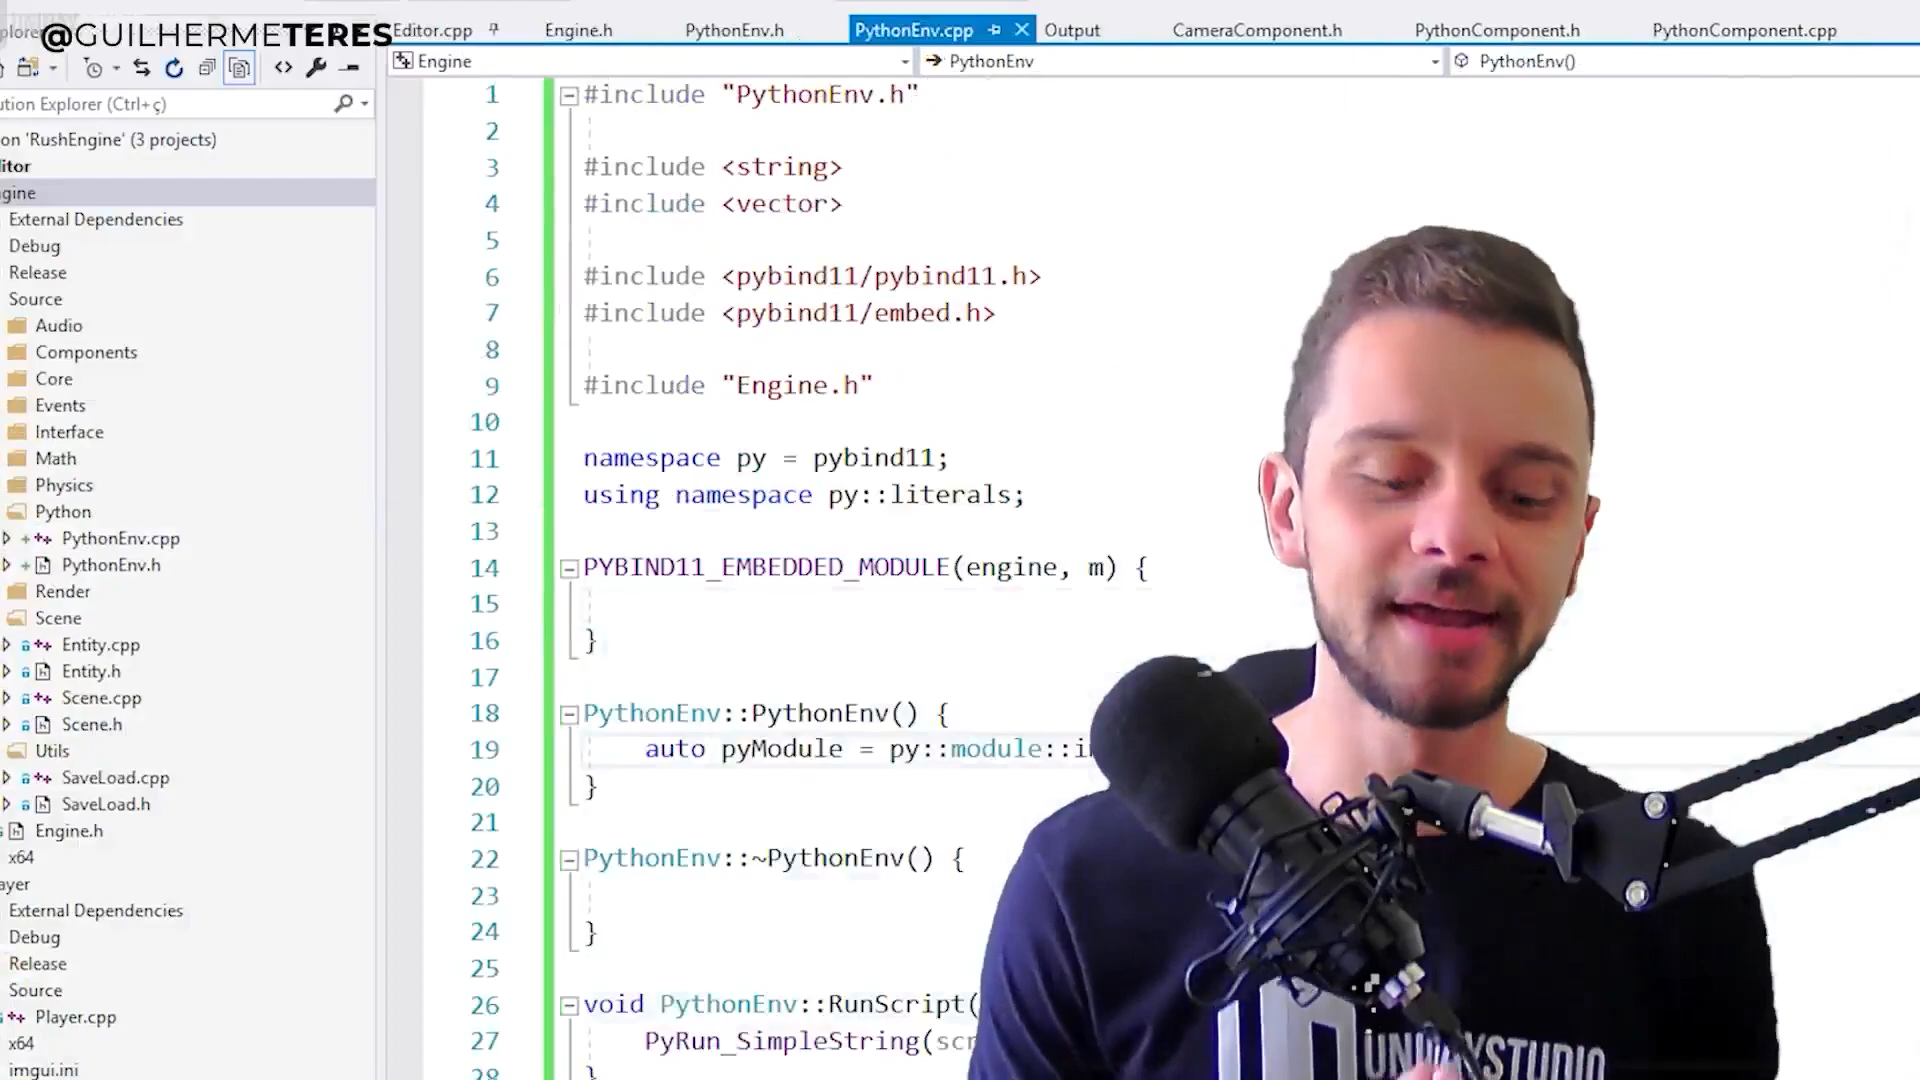 @GUILHERMETERES
Editor.cpp
Engine.h
PythonEnv.h
PythonEnv.cpp
Output
CameraComponent.h
PythonComponent.h
PythonComponent.cpp
Engine
PythonEnv
PythonEnv()
ution Explorer (Ctrl+ç)
on 'RushEngine' (3 projects)
itor
gine
External Dependencies
Debug
Release
Source
Audio
Components
Core
Events
Interface
Math
Physics
Python
PythonEnv.cpp
PythonEnv.h
Render
Scene
Entity.cpp
Entity.h
Scene.cpp
Scene.h
Utils
SaveLoad.cpp
SaveLoad.h
Engine.h
x64
ayer
External Dependencies
Debug
Release
Source
Player.cpp
x64
imgui.ini
1 #include "PythonEnv.h"
2
3 #include <string>
4 #include <vector>
5
6 #include <pybind11/pybind11.h>
7 #include <pybind11/embed.h>
8
9 #include "Engine.h"
10
11 namespace py = pybind11;
12 using namespace py::literals;
13
14 PYBIND11_EMBEDDED_MODULE(engine, m) {
15
16 }
17
18 PythonEnv::PythonEnv() {
19 auto pyModule = py::module::i
20 }
21
22 PythonEnv::~PythonEnv() {
23
24 }
25
26 void PythonEnv::RunScript(
27 PyRun_SimpleString(scr
28 }